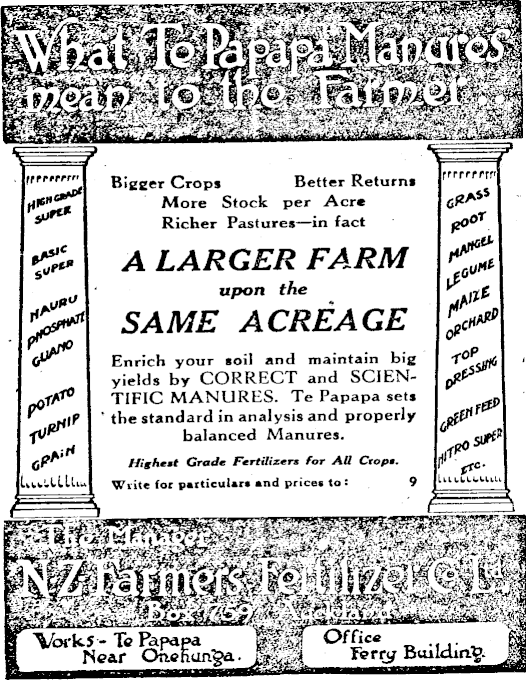 What "Te Papapa" Manures
mean to the Farmer..
HIGH GRADE
SUPER
BASIC
SUPER
NAURU
PHOSPHATE
GUANO
POTATO
TURNIP
GRAIN
Bigger Crops Better Returns
More Stock per Acre
Richer Pastures—in fact
A LARGER FARM
upon the
SAME ACREAGE
Enrich your soil and maintain big
yields by CORRECT and SCIEN-
TIFIC MANURES. Te Papapa sets
the standard in analysis and properly
balanced Manures.
Highest Grade Fertilizers for All Crops.
Write for particulars and prices to: 9
GRASS
ROOT
MANGEL
LEGUME
MAIZE
ORCHARD
TOP
DRESSING
GREEN FEED
NITRO SUPER
ETC.
The Manager
N.Z. Farmers' Fertilizer Co. Ltd.
Box 1759 Auckland
Works - Te Papapa
Near Onehunga.
Office
Ferry Building.